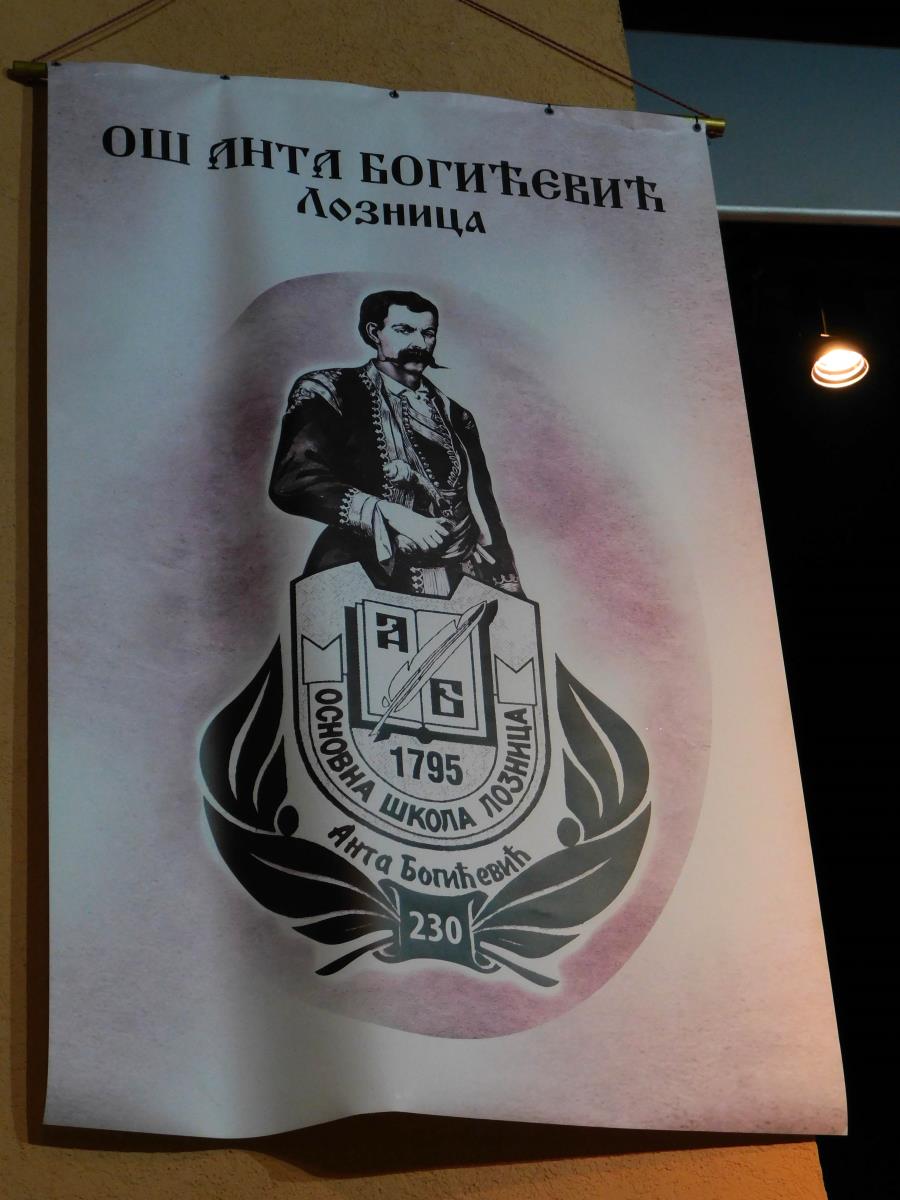 ОШ АНТА БОГИЋЕВИЋ
Лозница
А
Б
1795
ОСНОВНА ШКОЛА ЛОЗНИЦА
Анта Богићевић
230